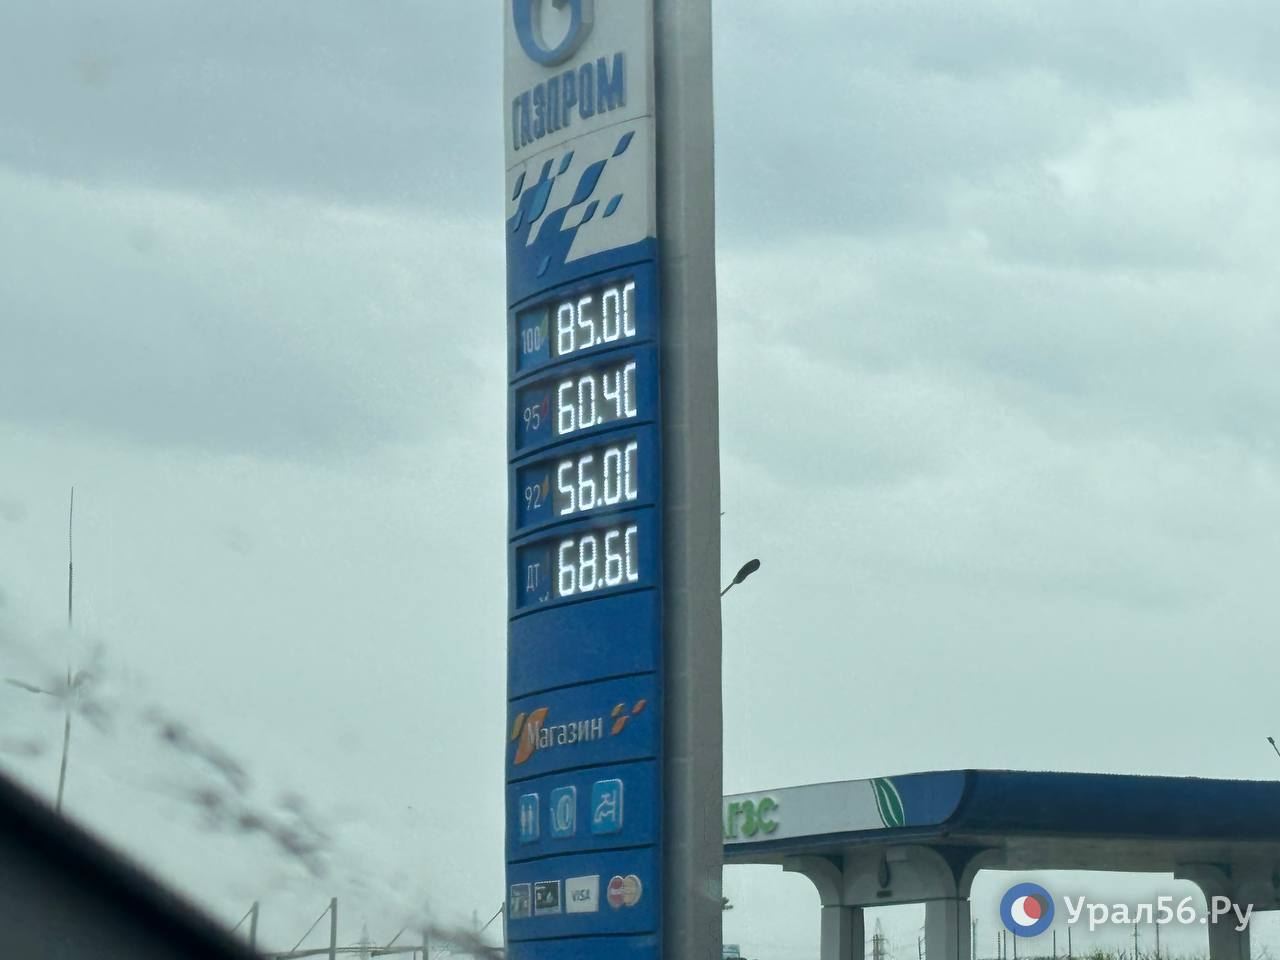 ГАЗПРОМ
100 85.00
95 60.40
92 56.00
ДТ 68.60
Магазин
АГЗС
VISA
Урал56.Ру